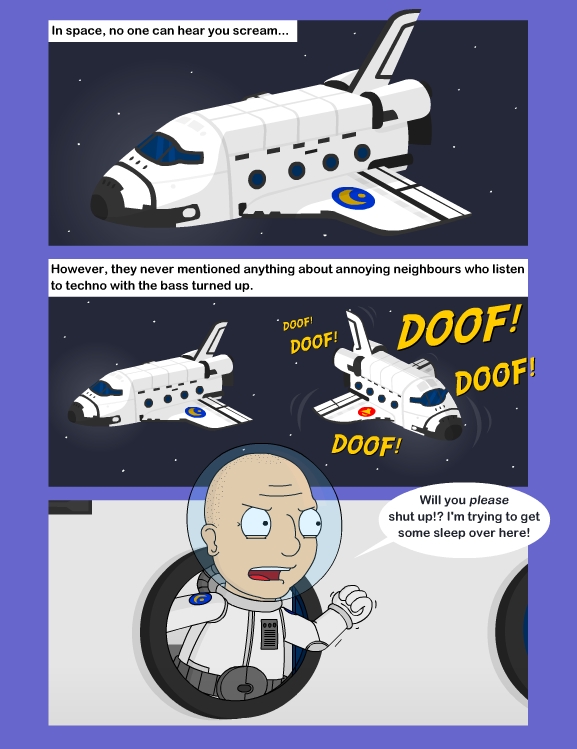 In space, no one can hear you scream...
However, they never mentioned anything about annoying neighbours who listen
to techno with the bass turned up.
DOOF!
DOOF!
DOOF!
DOOF!
DOOF!
Will you please
shut up!? I'm trying to get
some sleep over here!